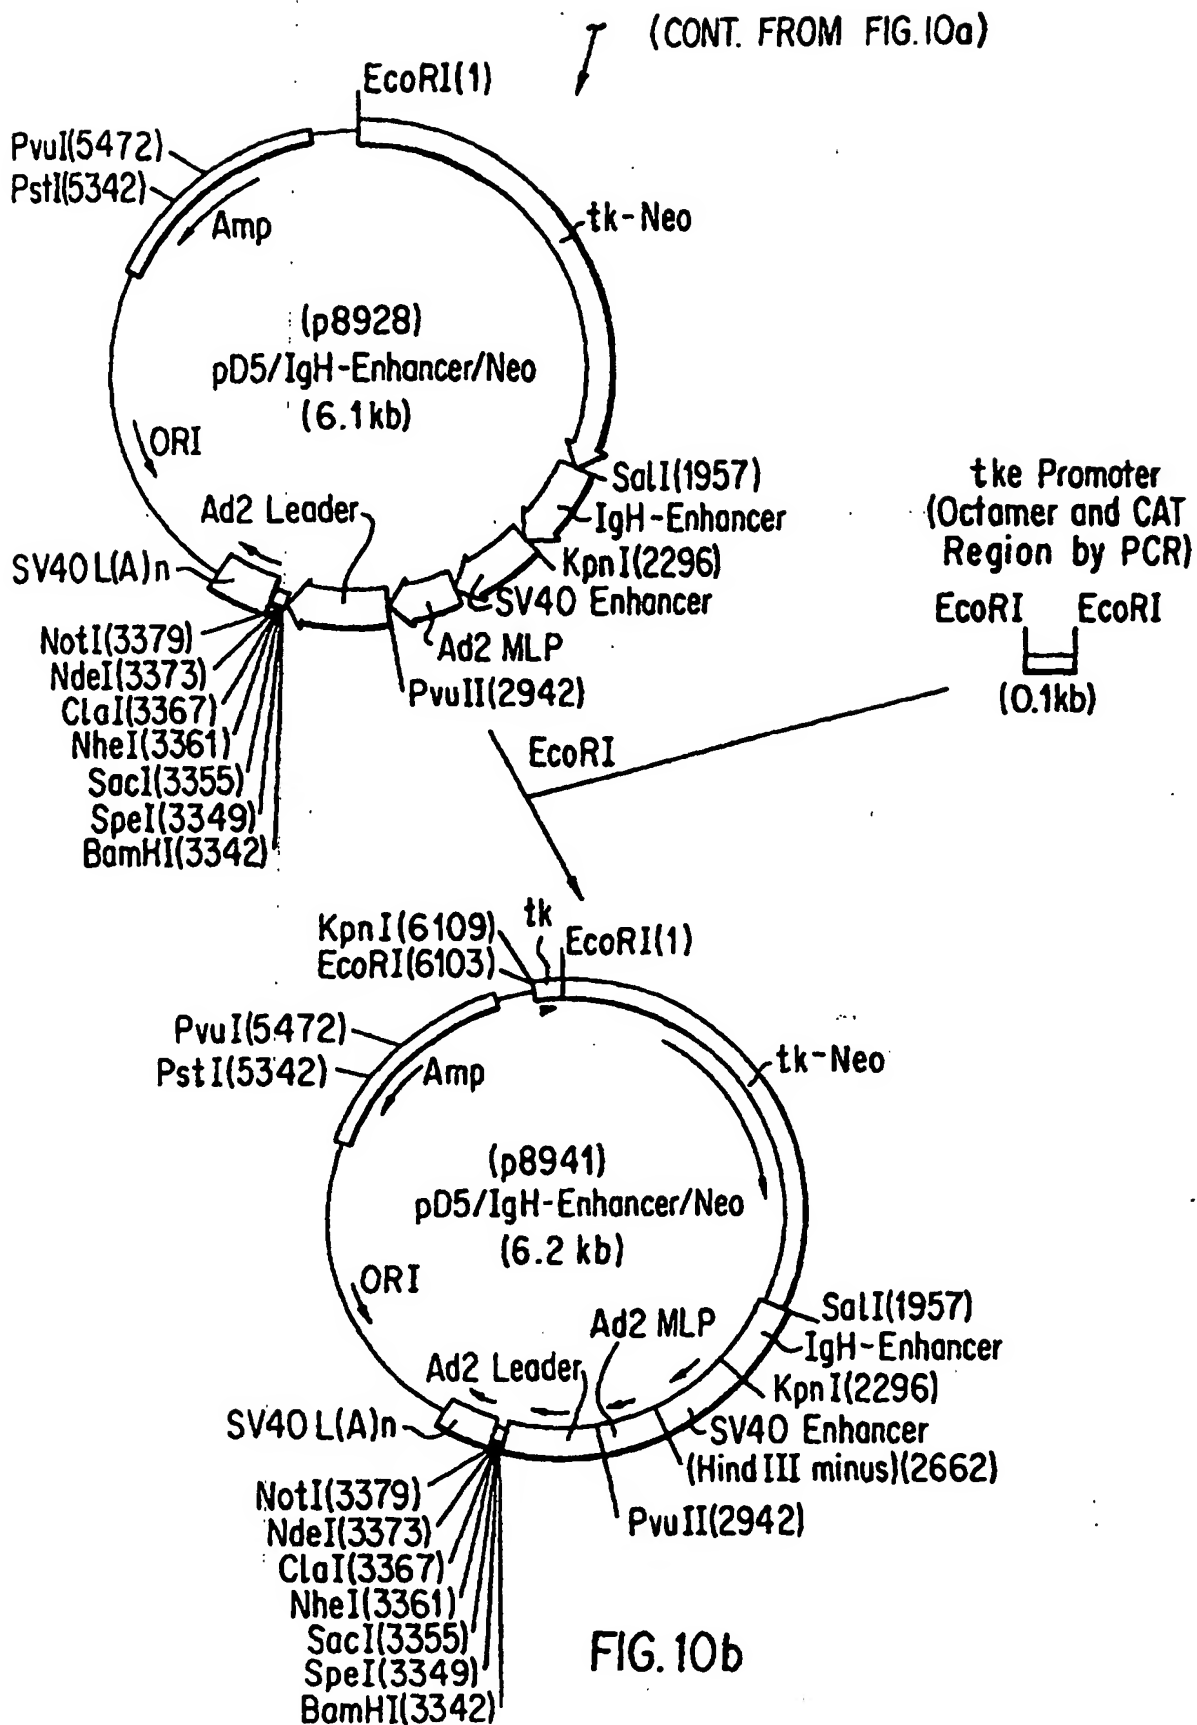 (CONT. FROM FIG.10a)
EcoRI(1)
PvuI(5472)
PstI(5342)
Amp
tk-Neo
(p8928)
pD5/IgH-Enhancer/Neo
(6.1kb)
ORI
SalI(1957)
IgH-Enhancer
KpnI(2296)
SV40 Enhancer
Ad2 Leader
SV40 L(A)n
Ad2 MLP
PvuII(2942)
NotI(3379)
NdeI(3373)
ClaI(3367)
NheI(3361)
SacI(3355)
SpeI(3349)
BamHI(3342)
tke Promoter
(Octamer and CAT
Region by PCR)
EcoRI EcoRI
(0.1kb)
EcoRI
KpnI(6109)
tk
EcoRI(1)
EcoRI(6103)
PvuI(5472)
PstI(5342)
Amp
tk-Neo
(p8941)
pD5/IgH-Enhancer/Neo
(6.2 kb)
ORI
SalI(1957)
IgH-Enhancer
KpnI(2296)
SV40 Enhancer
(Hind III minus)(2662)
Ad2 MLP
Ad2 Leader
SV40 L(A)n
PvuII(2942)
NotI(3379)
NdeI(3373)
ClaI(3367)
NheI(3361)
SacI(3355)
SpeI(3349)
BamHI(3342)
FIG. 10b